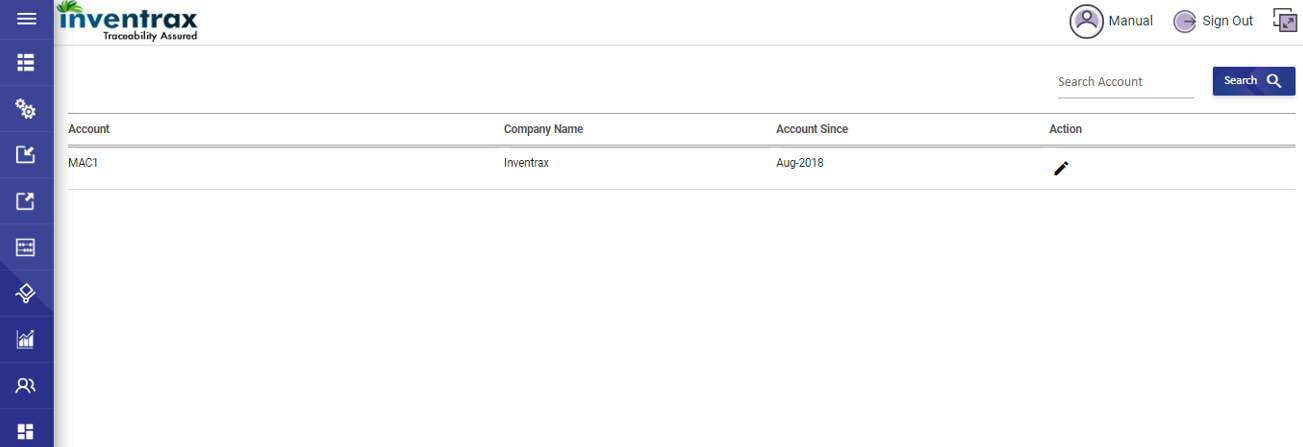 inventrax
Traceability Assured
Manual
Sign Out
Search Account
Search
Account Company Name Account Since Action
MAC1 Inventrax Aug-2018